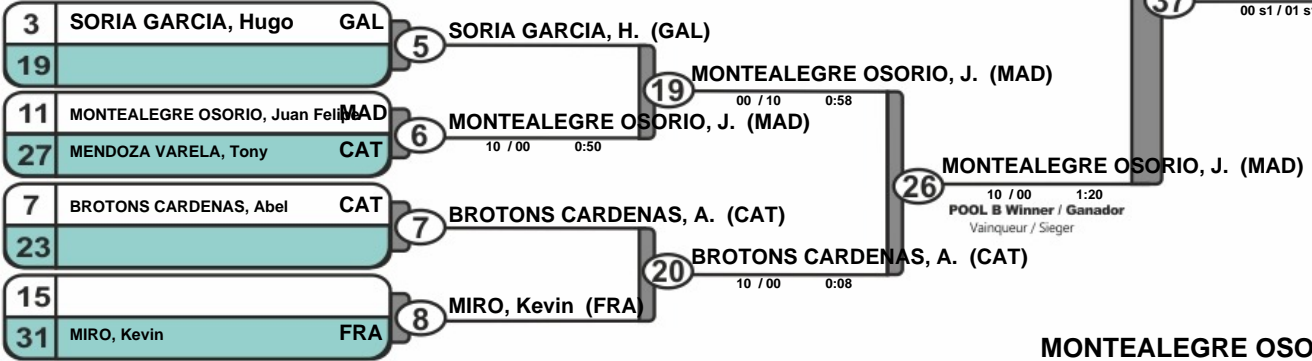 37
00 s1 / 01 s
3 SORIA GARCIA, Hugo GAL
19
5 SORIA GARCIA, H. (GAL)
19 MONTEALEGRE OSORIO, J. (MAD)
00 / 10 0:58
11 MONTEALEGRE OSORIO, Juan Felipe MAD
27 MENDOZA VARELA, Tony CAT
6 MONTEALEGRE OSORIO, J. (MAD)
10 / 00 0:50
26 MONTEALEGRE OSORIO, J. (MAD)
10 / 00 1:20
POOL B Winner / Ganador
Vainqueur / Sieger
7 BROTONS CARDENAS, Abel CAT
23
7 BROTONS CARDENAS, A. (CAT)
20 BROTONS CARDENAS, A. (CAT)
10 / 00 0:08
15
31 MIRO, Kevin FRA
8 MIRO, Kevin (FRA)
MONTEALEGRE OSO